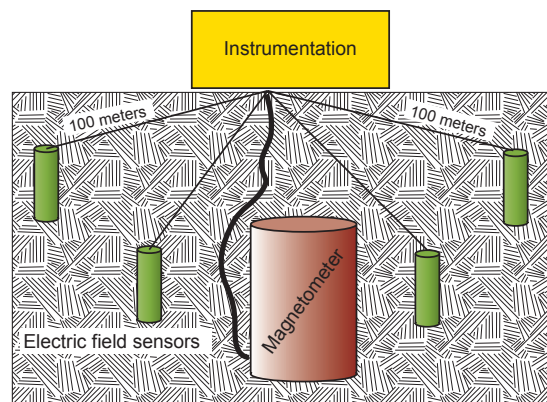 Instrumentation
100 meters
100 meters
Magnetometer
Electric field sensors